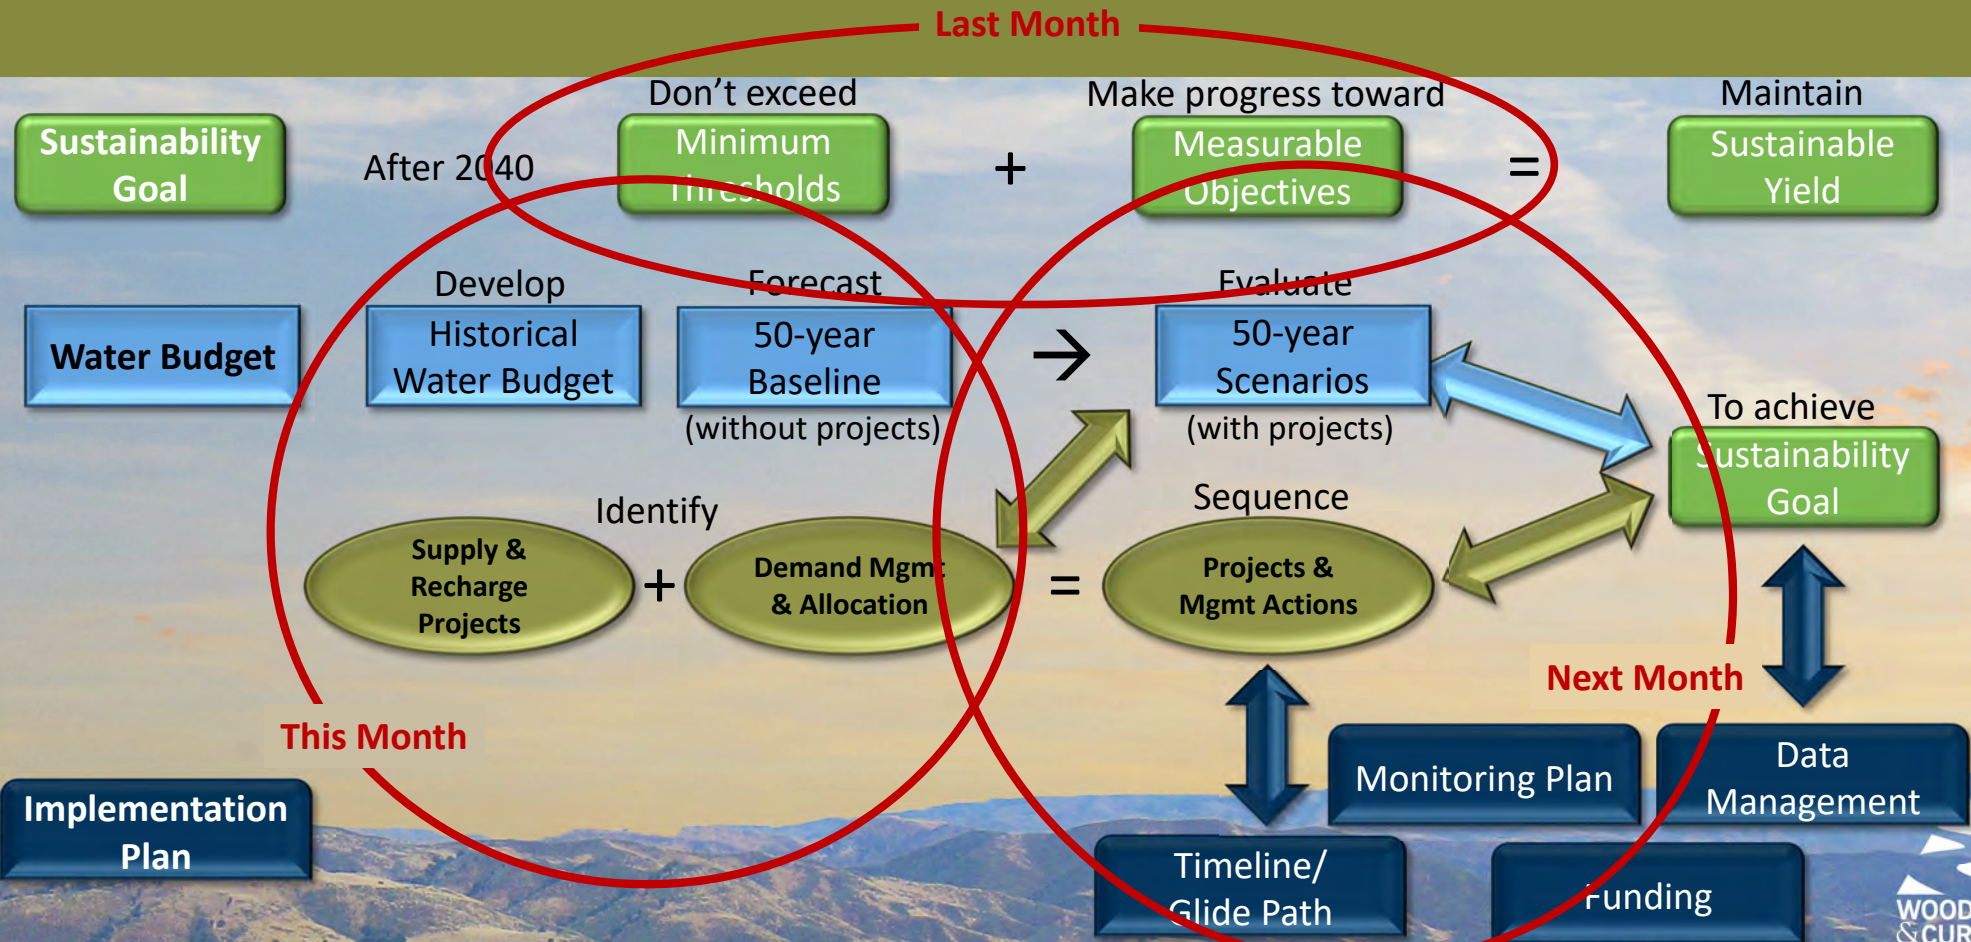 Last Month
Don't exceed
Make progress toward
Maintain
Sustainability
Goal
After 2040
Minimum
Thresholds
+
Measurable
Objectives
=
Sustainable
Yield
Develop
Forecast
Evaluate
Water Budget
Historical
Water Budget
50-year
Baseline
(without projects)
→
50-year
Scenarios
(with projects)
To achieve
Sustainability
Goal
Identify
Sequence
Supply &
Recharge
Projects
+
Demand Mgmt
& Allocation
=
Projects &
Mgmt Actions
This Month
Next Month
Implementation
Plan
Monitoring Plan
Data
Management
Timeline/
Glide Path
Funding
WOOD
& CUR